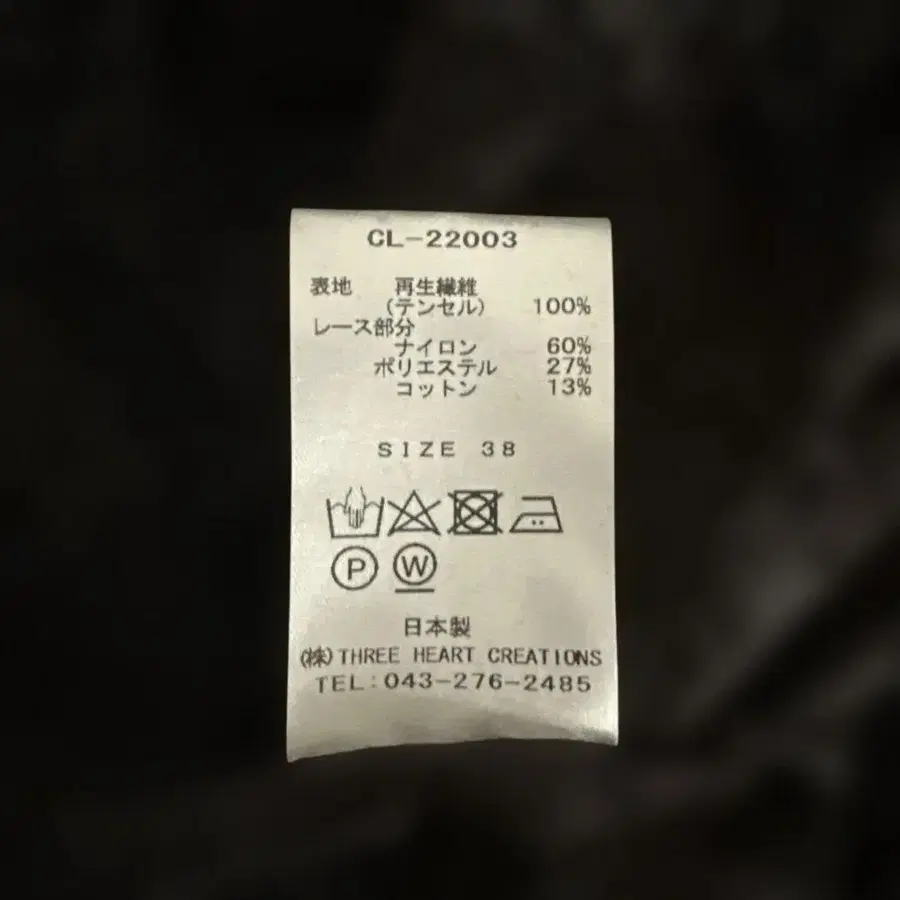 CL-22003
表地 再生繊維
(テンセル) 100%
レース部分
ナイロン 60%
ポリエステル 27%
コットン 13%
SIZE 38
P W
日本製
(株)THREE HEART CREATIONS
TEL:043-276-2485